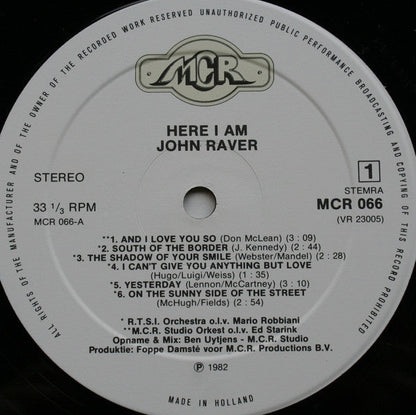 ALL RIGHTS OF THE MANUFACTURER AND OF THE OWNER OF THE RECORDED WORK RESERVED UNAUTHORIZED PUBLIC PERFORMANCE BROADCASTING AND COPYING OF THIS RECORD PROHIBITED
MCR
HERE I AM
JOHN RAVER
STEREO
1
STEMRA
33 1/3 RPM
MCR 066
MCR 066-A
(VR 23005)
**1. AND I LOVE YOU SO (Don McLean) (3 : 09)
*2. SOUTH OF THE BORDER (J. Kennedy) (2 : 44)
*3. THE SHADOW OF YOUR SMILE (Webster/Mandel) (2 : 28)
*4. I CAN'T GIVE YOU ANYTHING BUT LOVE
(Hugo/Luigi/Weiss) (1 : 35)
*5. YESTERDAY (Lennon/McCartney) (3 : 10)
*6. ON THE SUNNY SIDE OF THE STREET
(McHugh/Fields) (2 : 54)
* R.T.S.I. Orchestra o.l.v. Mario Robbiani
**M.C.R. Studio Orkest o.l.v. Ed Starink
Opname & Mix: Ben Uytjens - M.C.R. Studio
Produktie: Foppe Damsté voor M.C.R. Productions B.V.
℗ 1982
MADE IN HOLLAND